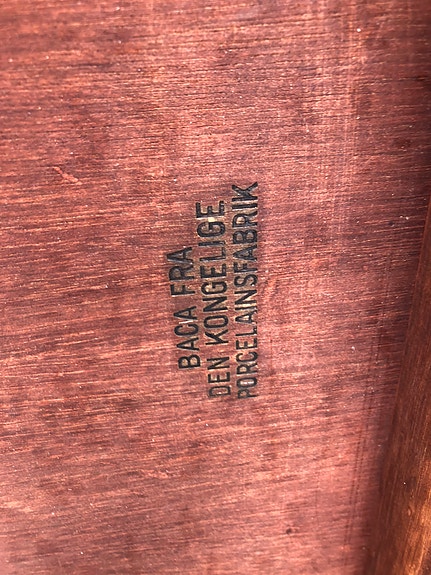 BACA FRA
DEN KONGELIGE
PORCELAINSFABRIK